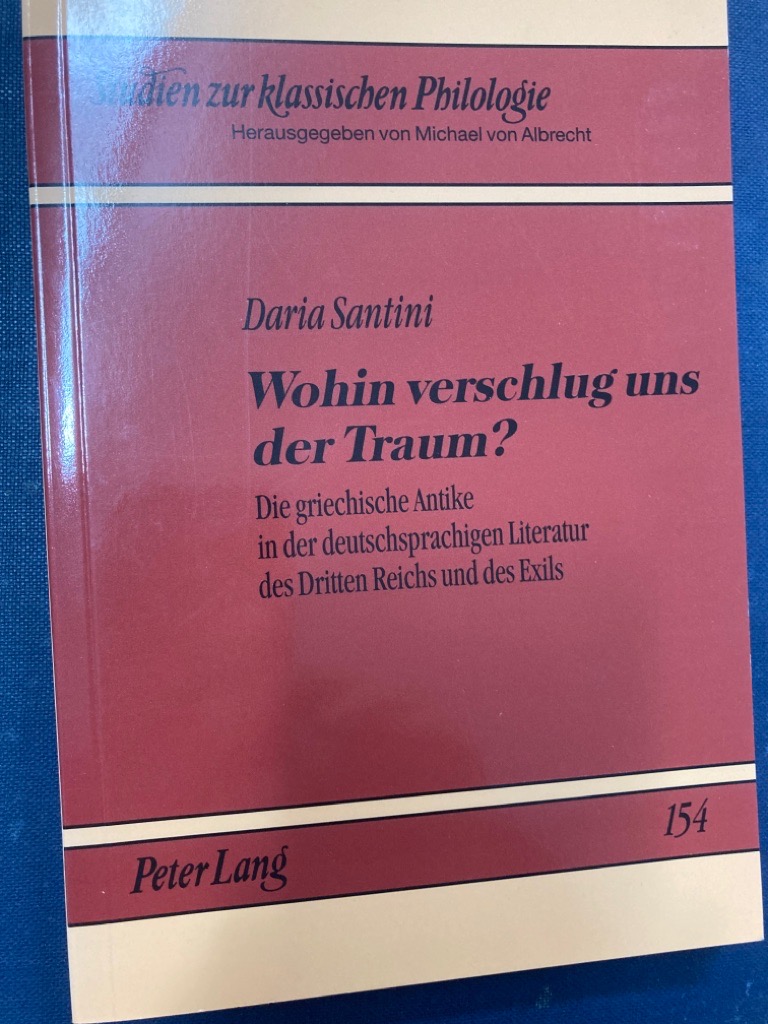 Studien zur klassischen Philologie
Herausgegeben von Michael von Albrecht
Daria Santini
Wohin verschlug uns
der Traum?
Die griechische Antike
in der deutschsprachigen Literatur
des Dritten Reichs und des Exils
154
Peter Lang